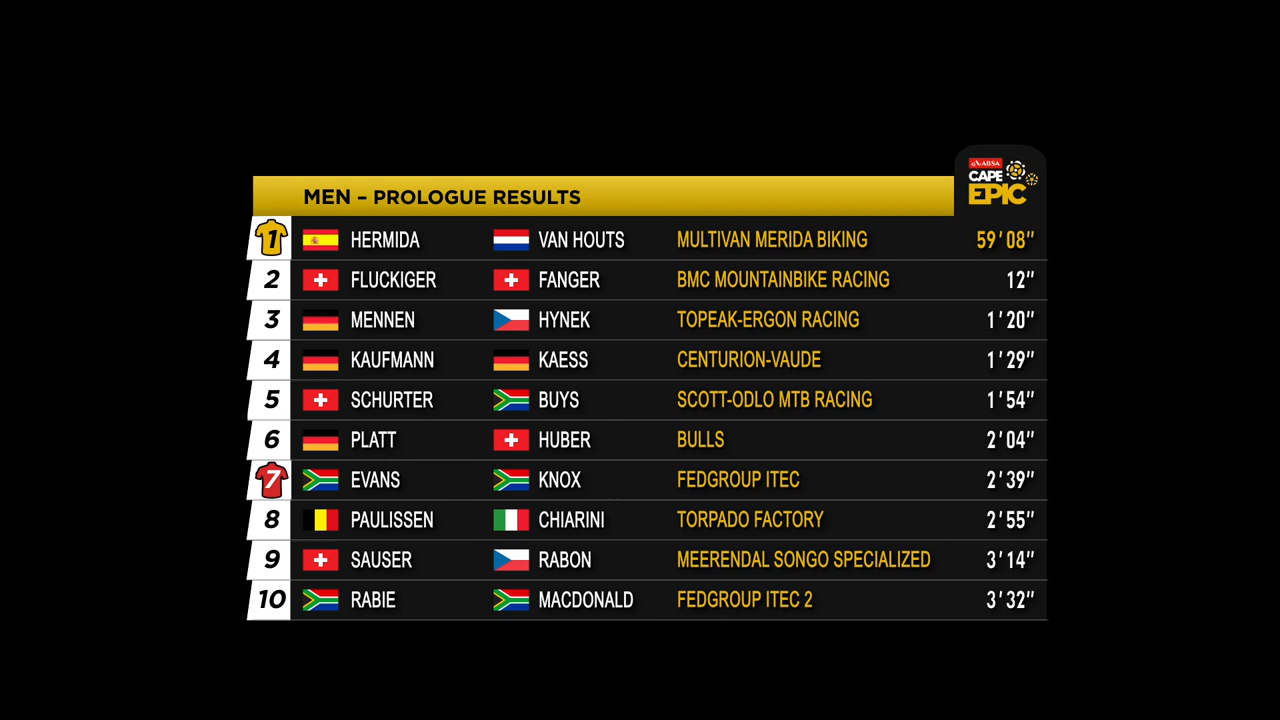 ABSA
CAPE
EPIC
MEN – PROLOGUE RESULTS
1 HERMIDA VAN HOUTS MULTIVAN MERIDA BIKING 59'08"
2 FLUCKIGER FANGER BMC MOUNTAINBIKE RACING 12"
3 MENNEN HYNEK TOPEAK-ERGON RACING 1'20"
4 KAUFMANN KAESS CENTURION-VAUDE 1'29"
5 SCHURTER BUYS SCOTT-ODLO MTB RACING 1'54"
6 PLATT HUBER BULLS 2'04"
7 EVANS KNOX FEDGROUP ITEC 2'39"
8 PAULISSEN CHIARINI TORPADO FACTORY 2'55"
9 SAUSER RABON MEERENDAL SONGO SPECIALIZED 3'14"
10 RABIE MACDONALD FEDGROUP ITEC 2 3'32"